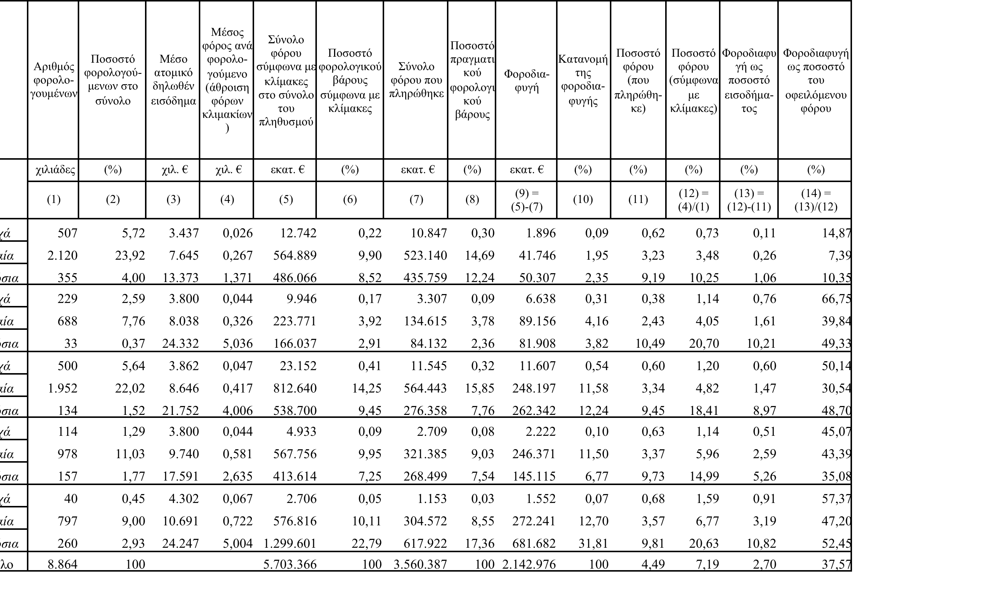 Αριθμός φορολο-γουμένων | Ποσοστό φορολογού-μενων στο σύνολο | Μέσο ατομικό δηλωθέν εισόδημα | Μέσος φόρος ανά φορολο-γούμενο (άθροιση φόρων κλιμακίων) | Σύνολο φόρου σύμφωνα με κλίμακες στο σύνολο του πληθυσμού | Ποσοστό φορολογικού βάρους σύμφωνα με κλίμακες | Σύνολο φόρου που πληρώθηκε | Ποσοστό πραγματικού φορολογικού βάρους | Φοροδια-φυγή | Κατανομή της φοροδια-φυγής | Ποσοστό φόρου (που πληρώθη-κε) | Ποσοστό φόρου (σύμφωνα με κλίμακες) | Φοροδιαφυγή ως ποσοστό εισοδήμα-τος | Φοροδιαφυγή ως ποσοστό του οφειλόμενου φόρου
χιλιάδες | (%) | χιλ. € | χιλ. € | εκατ. € | (%) | εκατ. € | (%) | εκατ. € | (%) | (%) | (%) | (%) | (%)
(1) | (2) | (3) | (4) | (5) | (6) | (7) | (8) | (9) = (5)-(7) | (10) | (11) | (12) = (4)/(1) | (13) = (12)-(11) | (14) = (13)/(12)
χά | 507 | 5,72 | 3.437 | 0,026 | 12.742 | 0,22 | 10.847 | 0,30 | 1.896 | 0,09 | 0,62 | 0,73 | 0,11 | 14,87
αία | 2.120 | 23,92 | 7.645 | 0,267 | 564.889 | 9,90 | 523.140 | 14,69 | 41.746 | 1,95 | 3,23 | 3,48 | 0,26 | 7,39
όσια | 355 | 4,00 | 13.373 | 1,371 | 486.066 | 8,52 | 435.759 | 12,24 | 50.307 | 2,35 | 9,19 | 10,25 | 1,06 | 10,35
χά | 229 | 2,59 | 3.800 | 0,044 | 9.946 | 0,17 | 3.307 | 0,09 | 6.638 | 0,31 | 0,38 | 1,14 | 0,76 | 66,75
αία | 688 | 7,76 | 8.038 | 0,326 | 223.771 | 3,92 | 134.615 | 3,78 | 89.156 | 4,16 | 2,43 | 4,05 | 1,61 | 39,84
όσια | 33 | 0,37 | 24.332 | 5,036 | 166.037 | 2,91 | 84.132 | 2,36 | 81.908 | 3,82 | 10,49 | 20,70 | 10,21 | 49,33
χά | 500 | 5,64 | 3.862 | 0,047 | 23.152 | 0,41 | 11.545 | 0,32 | 11.607 | 0,54 | 0,60 | 1,20 | 0,60 | 50,14
αία | 1.952 | 22,02 | 8.646 | 0,417 | 812.640 | 14,25 | 564.443 | 15,85 | 248.197 | 11,58 | 3,34 | 4,82 | 1,47 | 30,54
όσια | 134 | 1,52 | 21.752 | 4,006 | 538.700 | 9,45 | 276.358 | 7,76 | 262.342 | 12,24 | 9,45 | 18,41 | 8,97 | 48,70
χά | 114 | 1,29 | 3.800 | 0,044 | 4.933 | 0,09 | 2.709 | 0,08 | 2.222 | 0,10 | 0,63 | 1,14 | 0,51 | 45,07
αία | 978 | 11,03 | 9.740 | 0,581 | 567.756 | 9,95 | 321.385 | 9,03 | 246.371 | 11,50 | 3,37 | 5,96 | 2,59 | 43,39
όσια | 157 | 1,77 | 17.591 | 2,635 | 413.614 | 7,25 | 268.499 | 7,54 | 145.115 | 6,77 | 9,73 | 14,99 | 5,26 | 35,08
χά | 40 | 0,45 | 4.302 | 0,067 | 2.706 | 0,05 | 1.153 | 0,03 | 1.552 | 0,07 | 0,68 | 1,59 | 0,91 | 57,37
αία | 797 | 9,00 | 10.691 | 0,722 | 576.816 | 10,11 | 304.572 | 8,55 | 272.241 | 12,70 | 3,57 | 6,77 | 3,19 | 47,20
όσια | 260 | 2,93 | 24.247 | 5,004 | 1.299.601 | 22,79 | 617.922 | 17,36 | 681.682 | 31,81 | 9,81 | 20,63 | 10,82 | 52,45
λο | 8.864 | 100 | 5.703.366 | 100 | 3.560.387 | 100 | 2.142.976 | 100 | 4,49 | 7,19 | 2,70 | 37,57